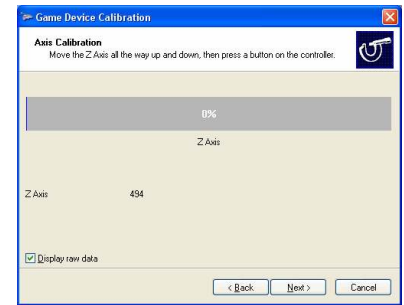 Game Device Calibration
Axis Calibration
Move the Z Axis all the way up and down, then press a button on the controller.
0%
Z Axis
Z Axis 494
Display raw data
< Back Next > Cancel